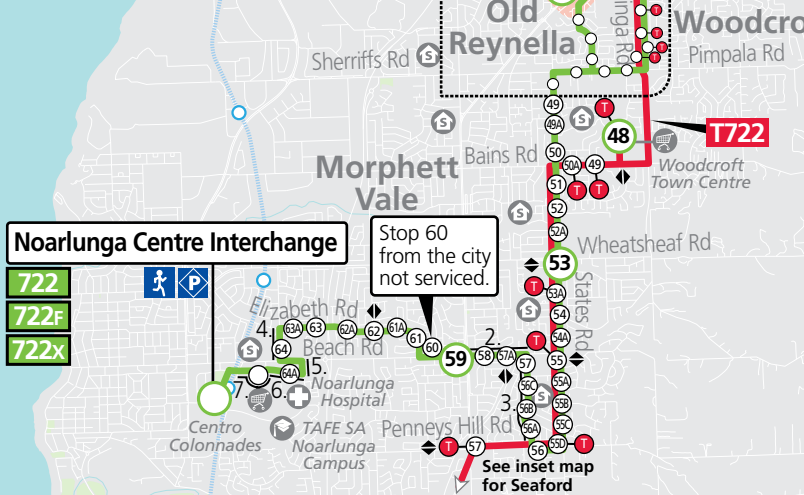 Old
Reynella
Woodcro
Sherriffs Rd
S
Pimpala Rd
nga Rd
T
T
T
T
49
49A
S
T
48
T722
S
50
Bains Rd
50A
49
T
T
Woodcroft
Town Centre
Morphett
Vale
51
52
S
52A
Stop 60
from the city
not serviced.
Noarlunga Centre Interchange
Wheatsheaf Rd
53
722
722F
722X
P
T
53A
States Rd
S
54
54A
Elizabeth Rd
4.
63A
63
62A
62
61A
61
60
2.
T
Beach Rd
64
S
59
58
57A
57
55
5.
64A
7.
6.
Noarlunga
Hospital
56C
55A
S
3.
56B
55B
Centro
Colonnades
TAFE SA
Noarlunga
Campus
Penneys Hill Rd
56A
55C
T
57
56
55D
T
See inset map
for Seaford